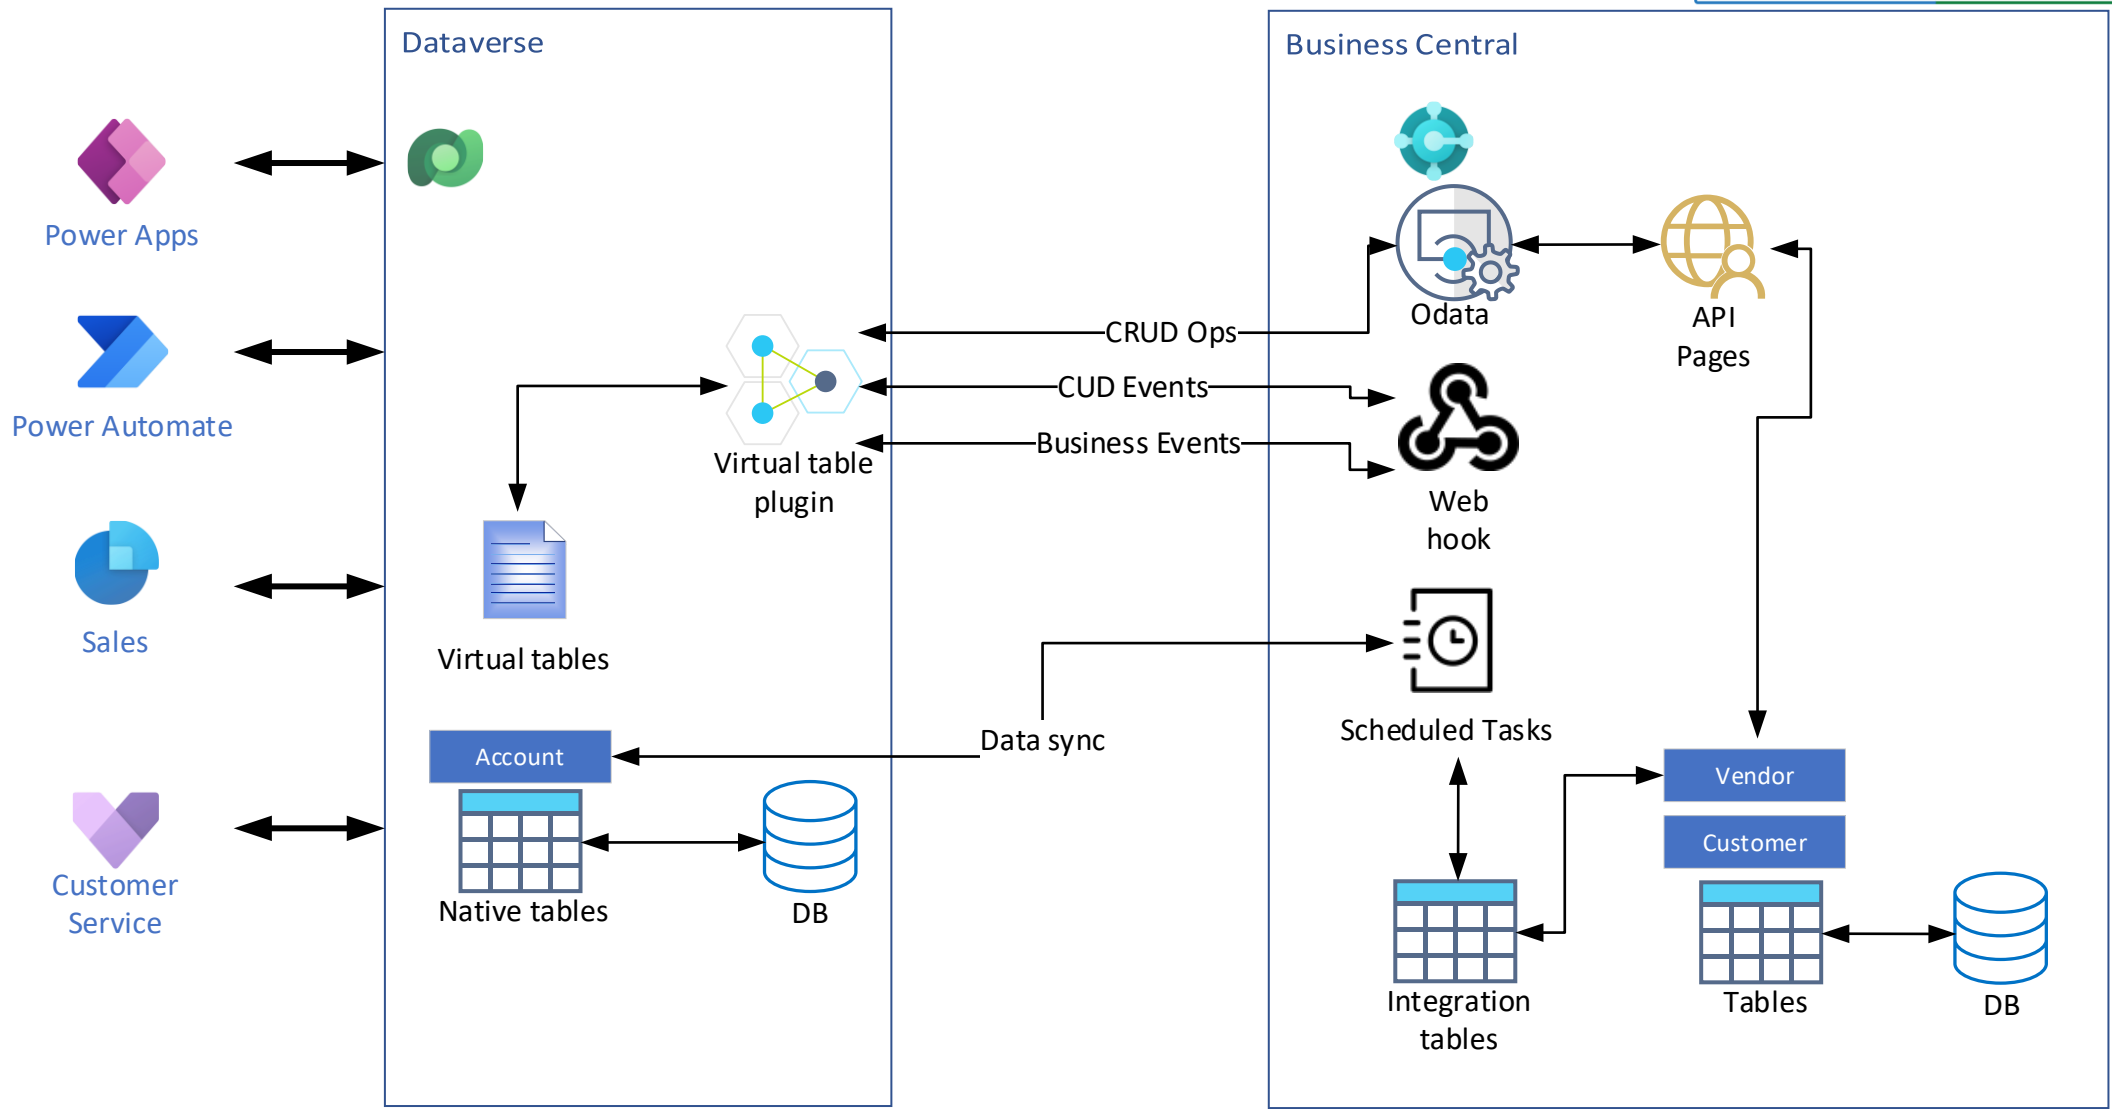 Dataverse
Business Central
Power Apps
Power Automate
Sales
Customer
Service
Virtual table
plugin
Virtual tables
Account
Native tables
DB
CRUD Ops
CUD Events
Business Events
Data sync
Odata
API
Pages
Web
hook
Scheduled Tasks
Vendor
Customer
Integration
tables
Tables
DB